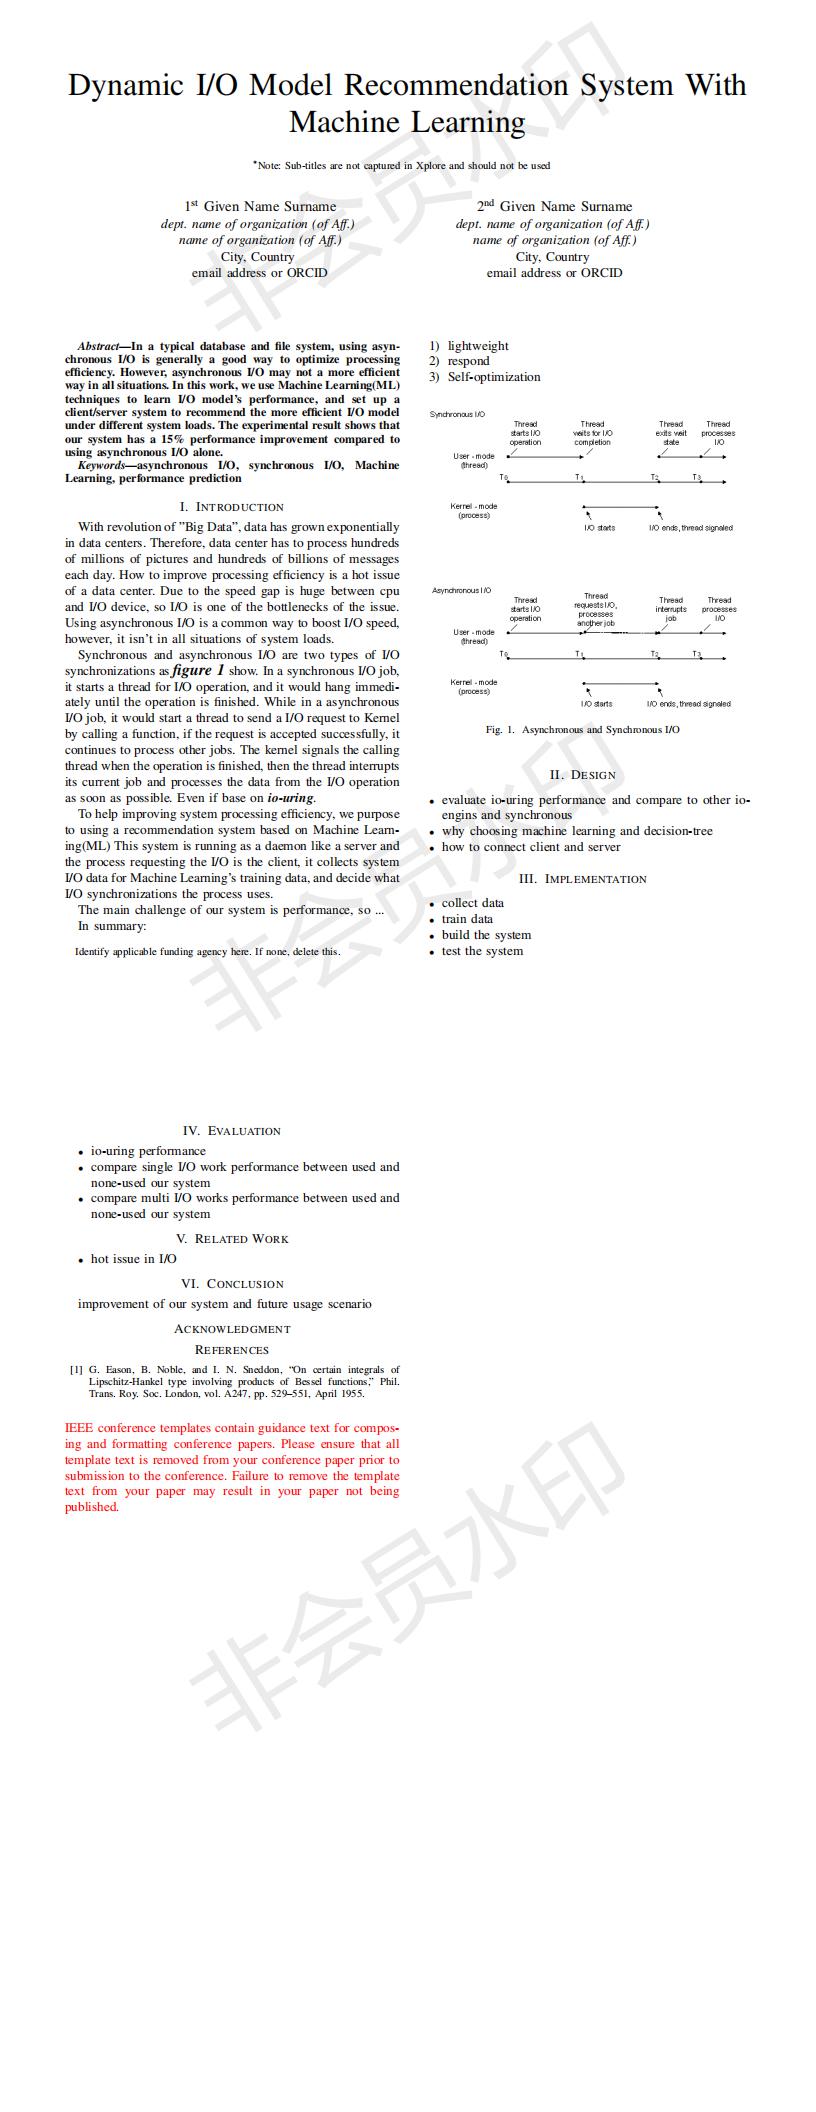 Dynamic I/O Model Recommendation System With
Machine Learning
*Note: Sub-titles are not captured in Xplore and should not be used
1st Given Name Surname
dept. name of organization (of Aff.)
name of organization (of Aff.)
City, Country
email address or ORCID
2nd Given Name Surname
dept. name of organization (of Aff.)
name of organization (of Aff.)
City, Country
email address or ORCID
Abstract—In a typical database and file system, using asyn-
chronous I/O is generally a good way to optimize processing
efficiency. However, asynchronous I/O may not a more efficient
way in all situations. In this work, we use Machine Learning(ML)
techniques to learn I/O model's performance, and set up a
client/server system to recommend the more efficient I/O model
under different system loads. The experimental result shows that
our system has a 15% performance improvement compared to
using asynchronous I/O alone.
Keywords—asynchronous I/O, synchronous I/O, Machine
Learning, performance prediction
I. Introduction
With revolution of ”Big Data”, data has grown exponentially
in data centers. Therefore, data center has to process hundreds
of millions of pictures and hundreds of billions of messages
each day. How to improve processing efficiency is a hot issue
of a data center. Due to the speed gap is huge between cpu
and I/O device, so I/O is one of the bottlenecks of the issue.
Using asynchronous I/O is a common way to boost I/O speed,
however, it isn't in all situations of system loads.
Synchronous and asynchronous I/O are two types of I/O
synchronizations as figure 1 show. In a synchronous I/O job,
it starts a thread for I/O operation, and it would hang immedi-
ately until the operation is finished. While in a asynchronous
I/O job, it would start a thread to send a I/O request to Kernel
by calling a function, if the request is accepted successfully, it
continues to process other jobs. The kernel signals the calling
thread when the operation is finished, then the thread interrupts
its current job and processes the data from the I/O operation
as soon as possible. Even if base on io-uring.
To help improving system processing efficiency, we purpose
to using a recommendation system based on Machine Learn-
ing(ML) This system is running as a daemon like a server and
the process requesting the I/O is the client, it collects system
I/O data for Machine Learning's training data, and decide what
I/O synchronizations the process uses.
The main challenge of our system is performance, so ...
In summary:
Identify applicable funding agency here. If none, delete this.
1) lightweight
2) respond
3) Self-optimization
Synchronous I/O
Thread
starts I/O
operation
Thread
waits for I/O
completion
Thread
exits wait
state
Thread
processes
I/O
User - mode
(thread)
T0 T1 T2 T3
Kernel - mode
(process)
I/O starts
I/O ends, thread signaled
Asynchronous I/O
Thread
starts I/O
operation
Thread
requests I/O,
processes
another job
Thread
interrupts
job
Thread
processes
I/O
User - mode
(thread)
T0 T1 T2 T3
Kernel - mode
(process)
I/O starts
I/O ends, thread signaled
Fig. 1. Asynchronous and Synchronous I/O
II. Design
• evaluate io-uring performance and compare to other io-
engins and synchronous
• why choosing machine learning and decision-tree
• how to connect client and server
III. Implementation
• collect data
• train data
• build the system
• test the system
IV. Evaluation
• io-uring performance
• compare single I/O work performance between used and
none-used our system
• compare multi I/O works performance between used and
none-used our system
V. Related Work
• hot issue in I/O
VI. Conclusion
improvement of our system and future usage scenario
Acknowledgment
References
[1] G. Eason, B. Noble, and I. N. Sneddon, “On certain integrals of
Lipschitz-Hankel type involving products of Bessel functions,” Phil.
Trans. Roy. Soc. London, vol. A247, pp. 529–551, April 1955.
IEEE conference templates contain guidance text for compos-
ing and formatting conference papers. Please ensure that all
template text is removed from your conference paper prior to
submission to the conference. Failure to remove the template
text from your paper may result in your paper not being
published.
非会员水印
非会员水印
非会员水印